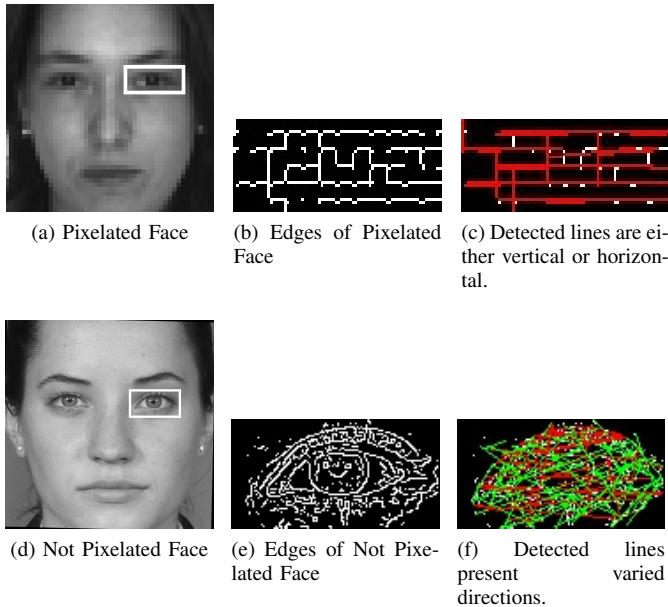 (a) Pixelated Face
(b) Edges of Pixelated
Face
(c) Detected lines are ei-
ther vertical or horizon-
tal.
(d) Not Pixelated Face
(e) Edges of Not Pixe-
lated Face
(f) Detected lines
present varied
directions.